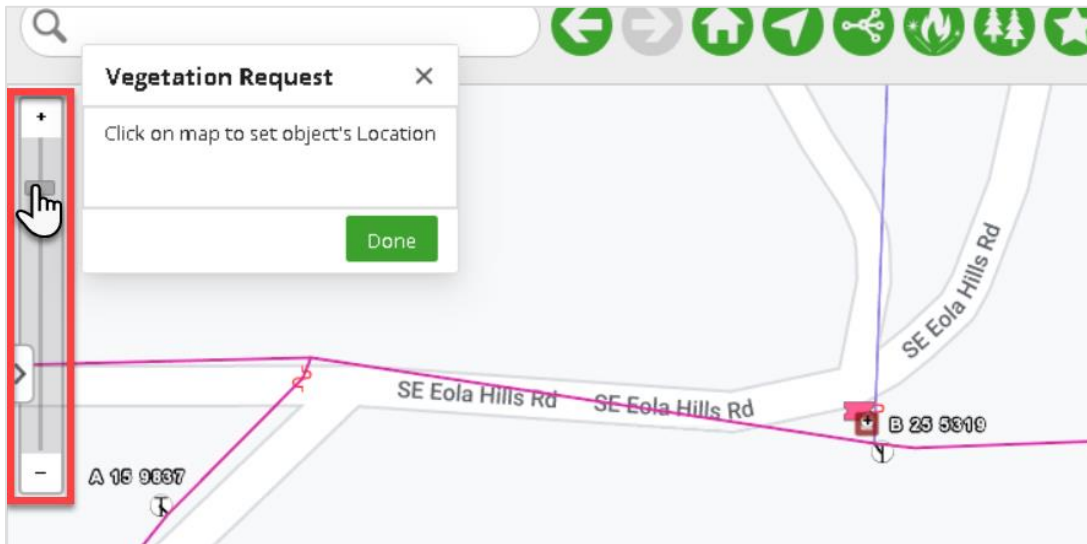 Vegetation Request
Click on map to set object's Location
Done
+
−
SE Eola Hills Rd
SE Eola Hills Rd
SE Eola Hills Rd
B 25 5319
A 15 9837